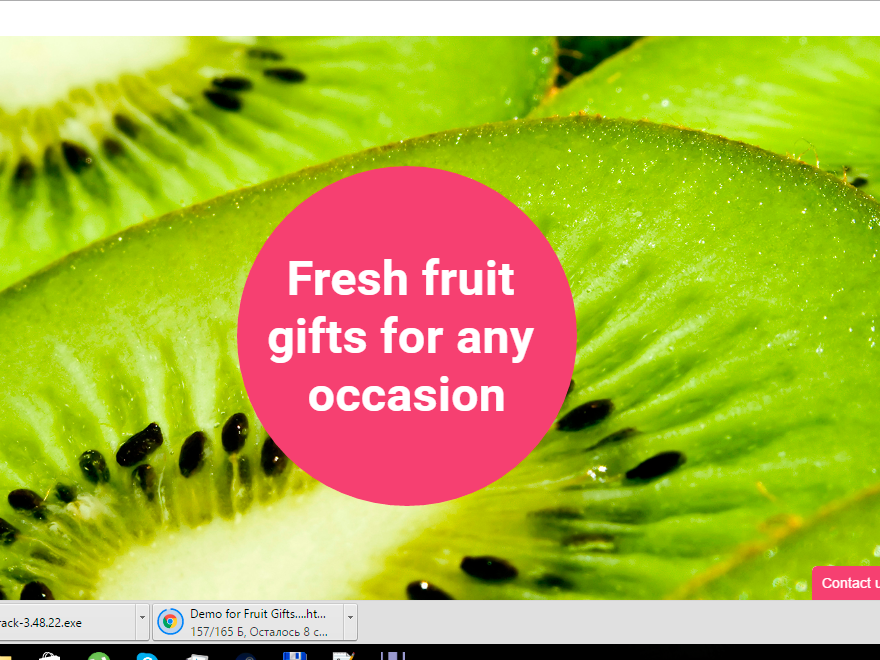 Fresh fruit
gifts for any
occasion
Contact u
rack-3.48.22.exe
Demo for Fruit Gifts....ht...
157/165 Б, Осталось 8 с...